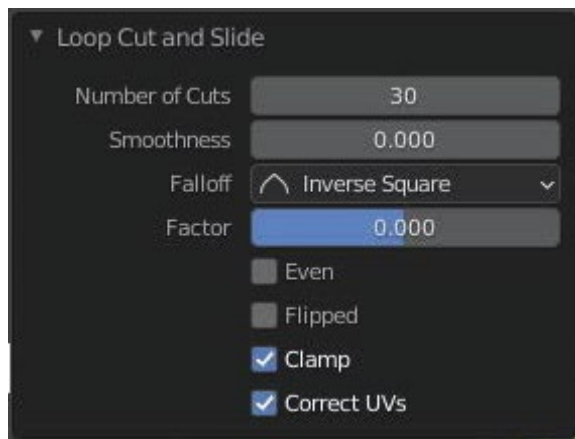 Loop Cut and Slide
Number of Cuts 30
Smoothness 0.000
Falloff Inverse Square
Factor 0.000
Even
Flipped
Clamp
Correct UVs